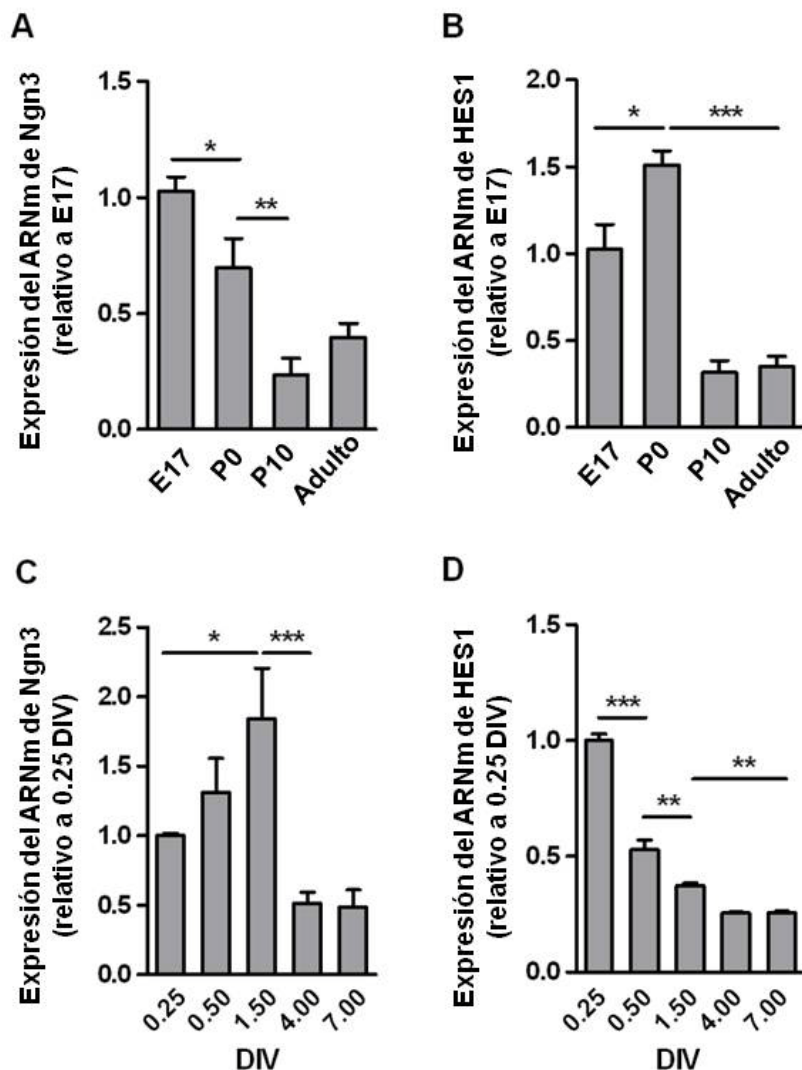 A
Expresión del ARNm de Ngn3
(relativo a E17)
1.5
1.0
0.5
0.0
*
**
E17
P0
P10
Adulto
B
Expresión del ARNm de HES1
(relativo a E17)
2.0
1.5
1.0
0.5
0.0
*
***
E17
P0
P10
Adulto
C
Expresión del ARNm de Ngn3
(relativo a 0.25 DIV)
2.5
2.0
1.5
1.0
0.5
0.0
*
***
0.25
0.50
1.50
4.00
7.00
DIV
D
Expresión del ARNm de HES1
(relativo a 0.25 DIV)
1.5
1.0
0.5
0.0
***
**
**
0.25
0.50
1.50
4.00
7.00
DIV